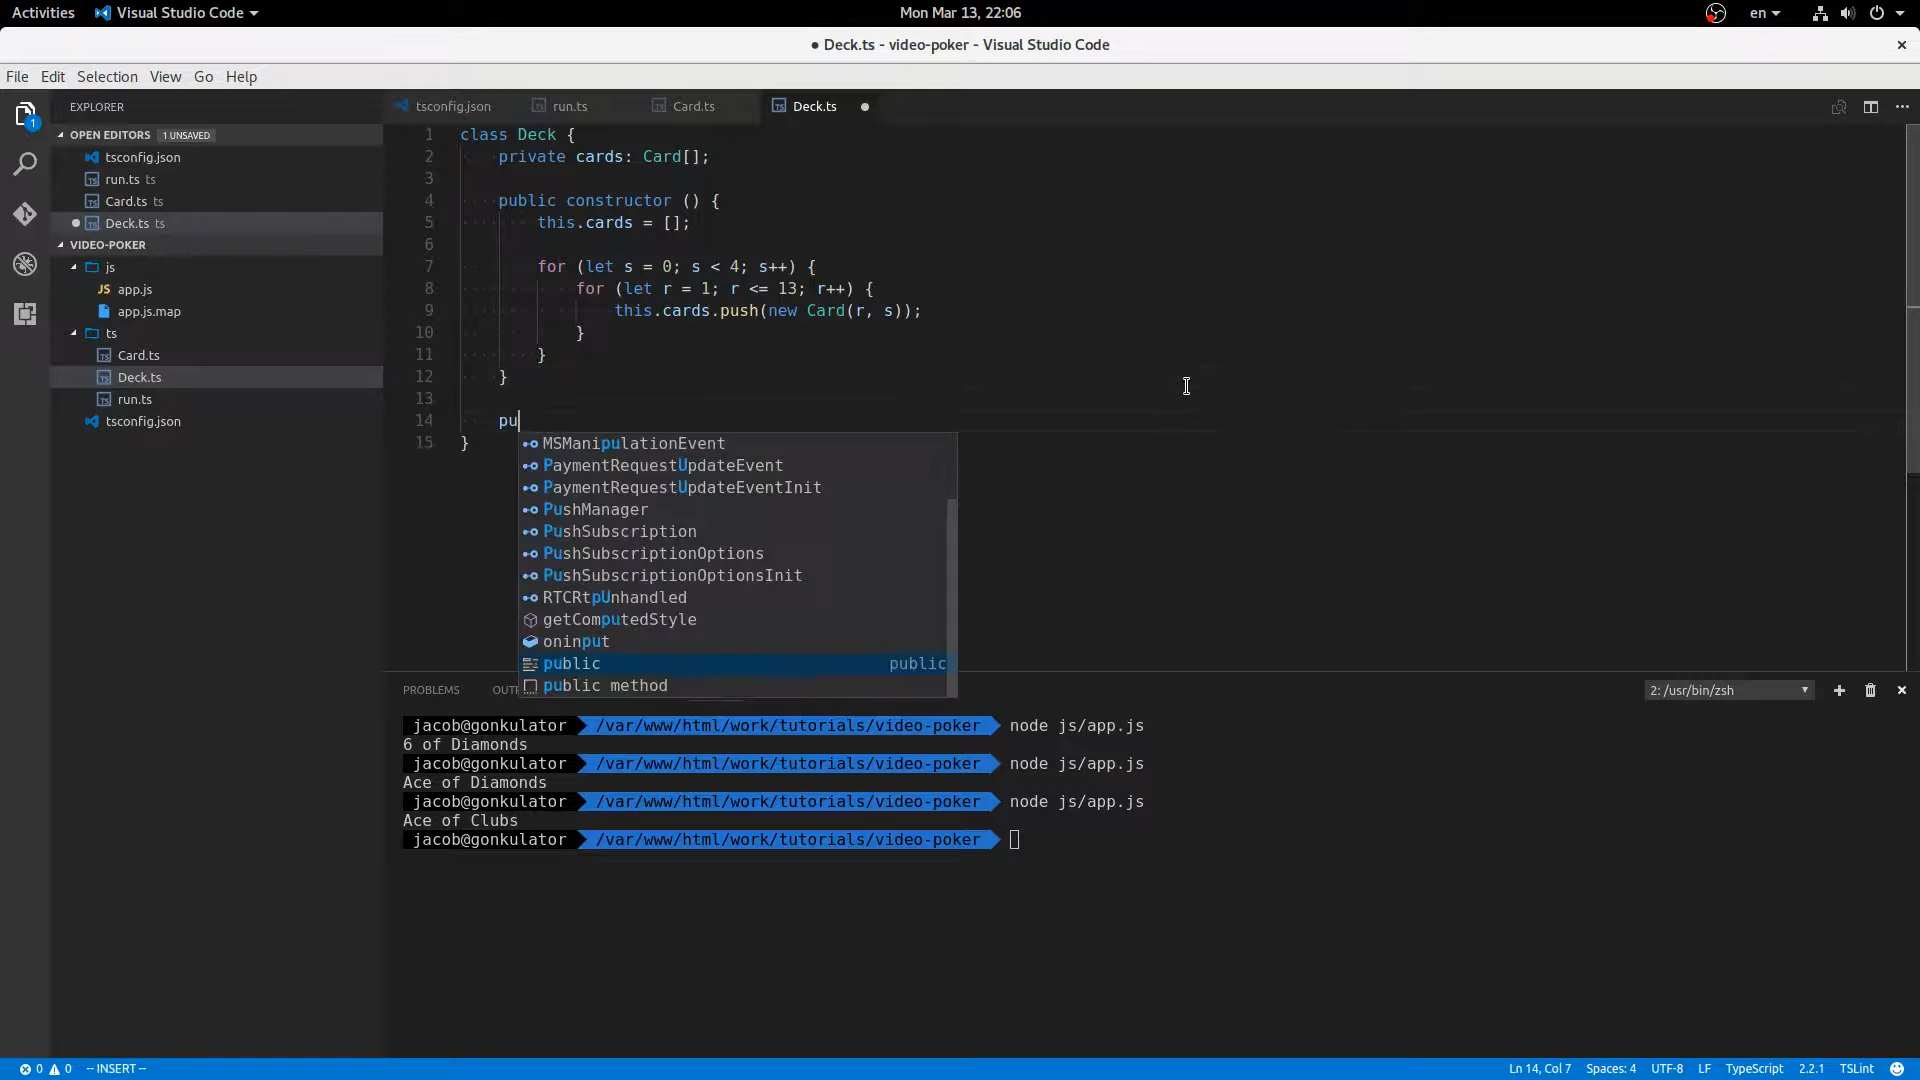 Activities
Visual Studio Code
Mon Mar 13, 22:06
en
● Deck.ts - video-poker - Visual Studio Code
File Edit Selection View Go Help
EXPLORER
OPEN EDITORS 1 UNSAVED
tsconfig.json
run.ts ts
Card.ts ts
Deck.ts ts
VIDEO-POKER
js
JS app.js
app.js.map
ts
Card.ts
Deck.ts
run.ts
tsconfig.json
1
tsconfig.json
run.ts
Card.ts
Deck.ts
1 class Deck {
2 private cards: Card[];
3
4 public constructor () {
5 this.cards = [];
6
7 for (let s = 0; s < 4; s++) {
8 for (let r = 1; r <= 13; r++) {
9 this.cards.push(new Card(r, s));
10 }
11 }
12 }
13
14 pu
15 }
MSManipulationEvent
PaymentRequestUpdateEvent
PaymentRequestUpdateEventInit
PushManager
PushSubscription
PushSubscriptionOptions
PushSubscriptionOptionsInit
RTCRtpUnhandled
getComputedStyle
oninput
public public
public method
PROBLEMS OUTP
2: /usr/bin/zsh
jacob@gonkulator /var/www/html/work/tutorials/video-poker node js/app.js
6 of Diamonds
jacob@gonkulator /var/www/html/work/tutorials/video-poker node js/app.js
Ace of Diamonds
jacob@gonkulator /var/www/html/work/tutorials/video-poker node js/app.js
Ace of Clubs
jacob@gonkulator /var/www/html/work/tutorials/video-poker
0 0 -- INSERT --
Ln 14, Col 7 Spaces: 4 UTF-8 LF TypeScript 2.2.1 TSLint